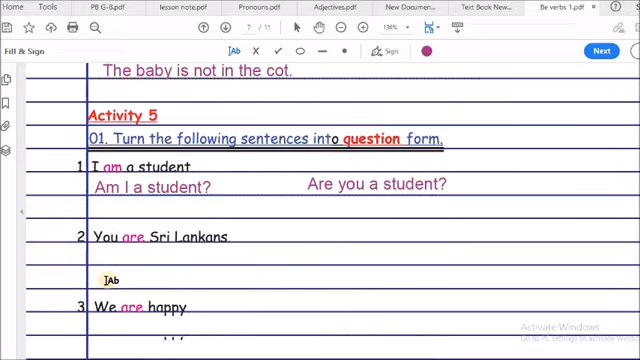 Home Tools PB G-8.pdf lesson note.pdf Pronouns.pdf Adjectives.pdf New Documents.pdf Text Book New... Be verbs 1.pdf
7 / 11 136%
Fill & Sign Ab Sign Next
The baby is not in the cot.
Activity 5
01. Turn the following sentences into question form.
1 I am a student
Am I a student? Are you a student?
2 You are Sri Lankans.
Ab
3 We are happy
Activate Windows
Go to PC settings to activate Windows